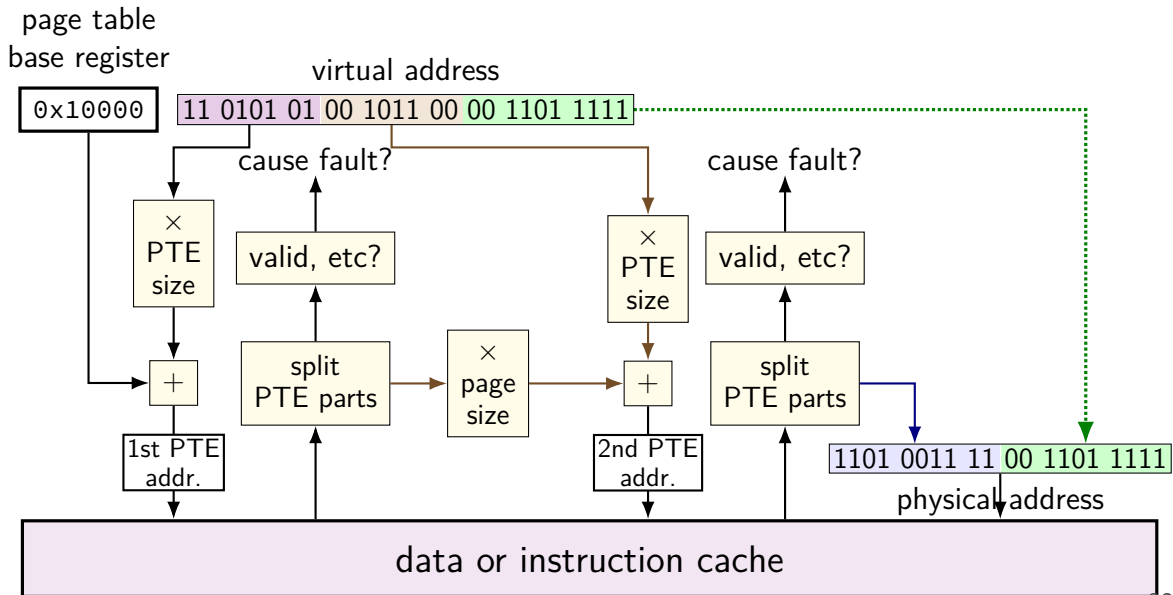 page table
base register
virtual address
0x10000
11 0101 01 00 1011 00 00 1101 1111
cause fault?
cause fault?
×
PTE
size
valid, etc?
×
PTE
size
valid, etc?
split
PTE parts
×
page
size
split
PTE parts
+
+
1st PTE
addr.
2nd PTE
addr.
1101 0011 11 00 1101 1111
physical address
data or instruction cache